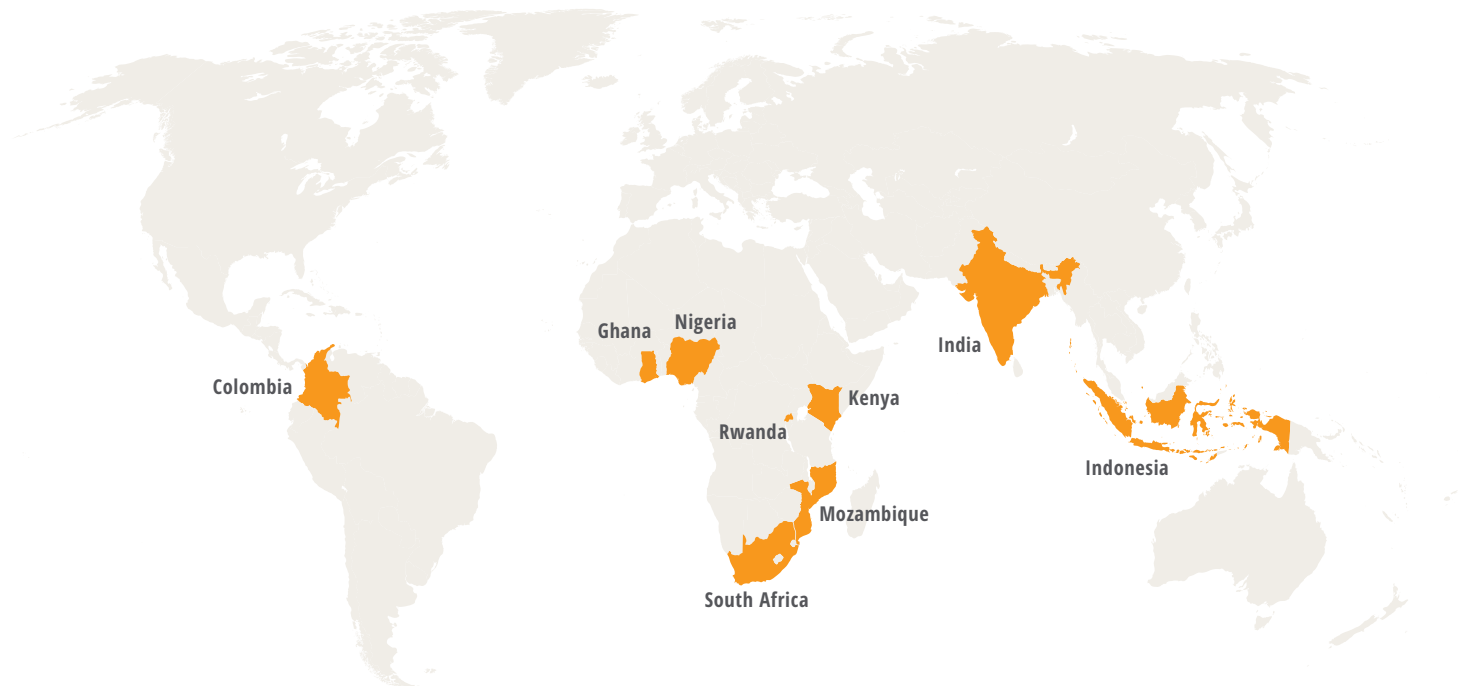 Ghana
Nigeria
India
Colombia
Kenya
Rwanda
Indonesia
Mozambique
South Africa